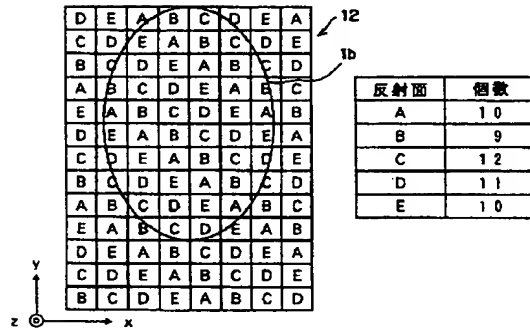 D E A B C D E A
12
C D E A B C D E
1b
B C D E A B C D
A B C D E A B C
E A B C D E A B
D E A B C D E A
C D E A B C D E
B C D E A B C D
A B C D E A B C
E A B C D E A B
D E A B C D E A
C D E A B C D E
B C D E A B C D
反射面 個数
A 10
B 9
C 12
D 11
E 10
y
z x